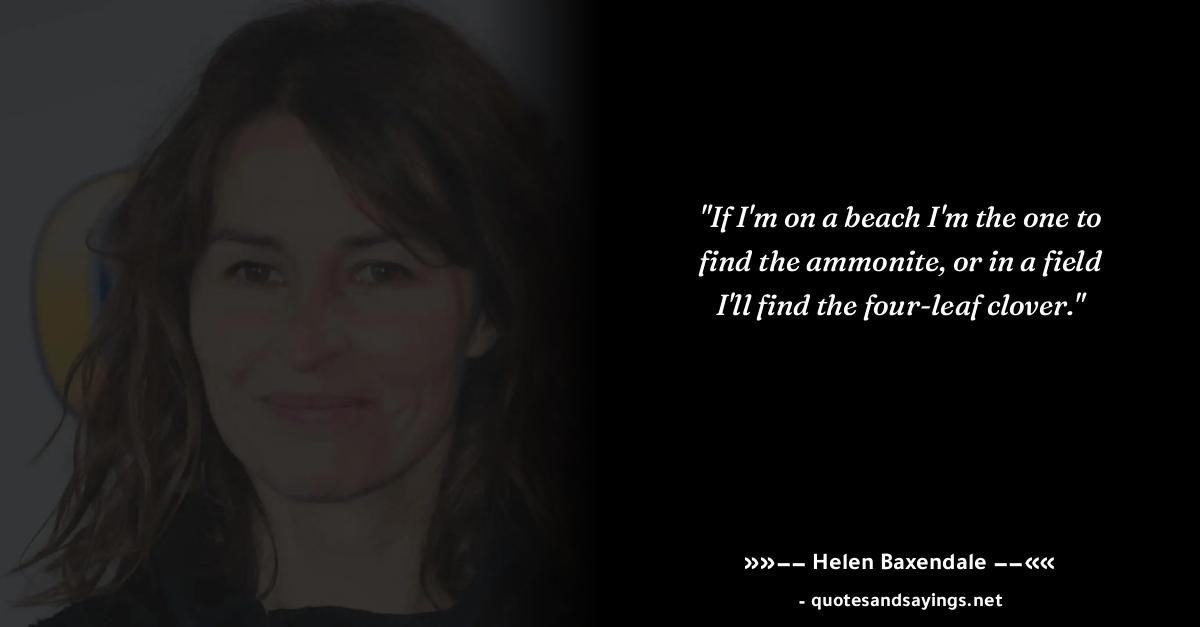 "If I'm on a beach I'm the one to
find the ammonite, or in a field
I'll find the four-leaf clover."
»»–– Helen Baxendale ––««
- quotesandsayings.net